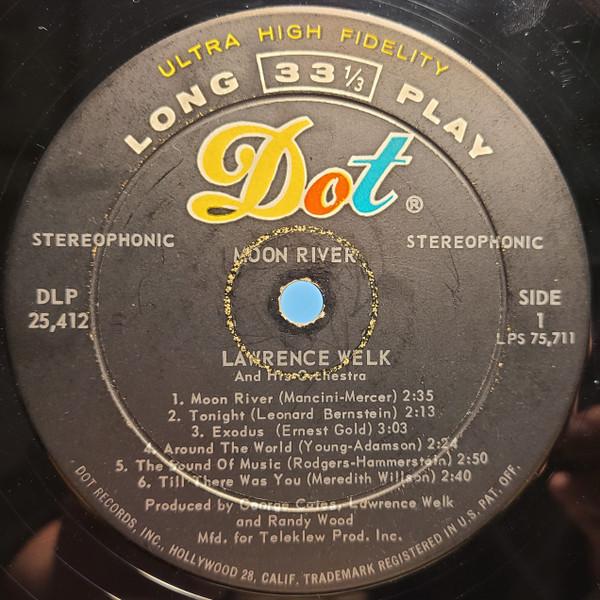 ULTRA HIGH FIDELITY
LONG 33 1/3 PLAY
Dot®
STEREOPHONIC STEREOPHONIC
MOON RIVER
DLP
25,412
SIDE
1
LPS 75,711
LAWRENCE WELK
And His Orchestra
1. Moon River (Mancini-Mercer) 2:35
2. Tonight (Leonard Bernstein) 2:13
3. Exodus (Ernest Gold) 3:03
4. Around The World (Young-Adamson) 2:24
5. The Sound Of Music (Rodgers-Hammerstein) 2:50
6. Till There Was You (Meredith Willson) 2:40
Produced by George Cates, Lawrence Welk
and Randy Wood
Mfd. for Teleklew Prod. Inc.
DOT RECORDS, INC., HOLLYWOOD 28, CALIF. TRADEMARK REGISTERED IN U.S. PAT. OFF.